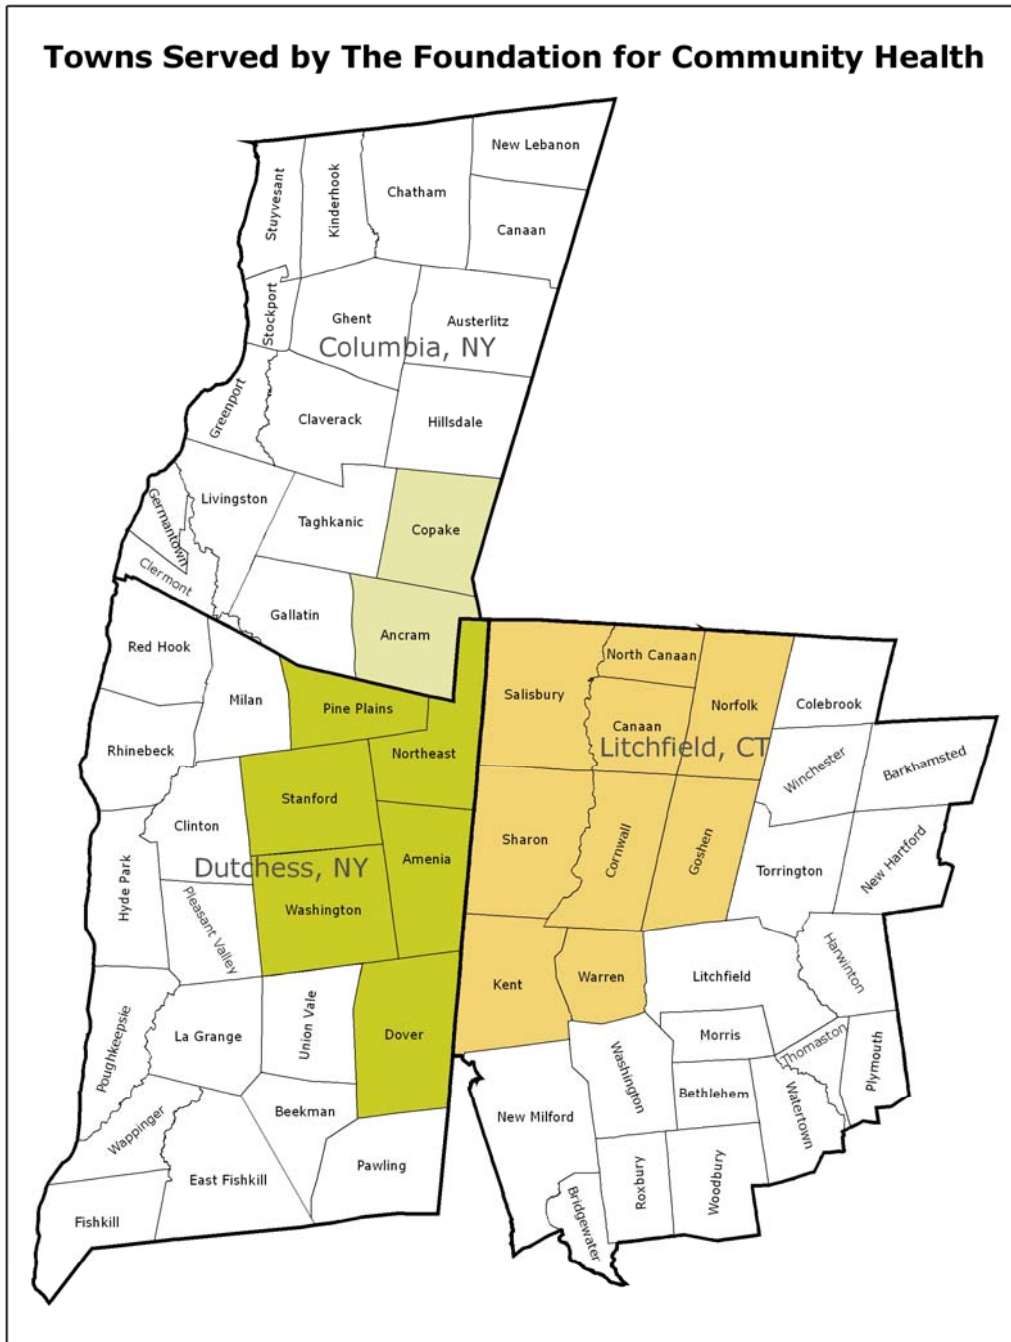 Towns Served by The Foundation for Community Health
New Lebanon
Stuyvesant
Kinderhook
Chatham
Canaan
Stockport
Ghent
Austerlitz
Columbia, NY
Greenport
Claverack
Hillsdale
Germantown
Livingston
Taghkanic
Copake
Clermont
Gallatin
Ancram
Red Hook
Milan
Pine Plains
Rhinebeck
Northeast
Stanford
Clinton
Amenia
Dutchess, NY
Hyde Park
Pleasant Valley
Washington
Poughkeepsie
La Grange
Union Vale
Dover
Wappinger
Beekman
East Fishkill
Pawling
Fishkill
North Canaan
Salisbury
Canaan
Norfolk
Colebrook
Litchfield, CT
Winchester
Barkhamsted
Sharon
Cornwall
Goshen
Torrington
New Hartford
Kent
Warren
Litchfield
Harwinton
Morris
Thomaston
Plymouth
Washington
Bethlehem
Watertown
New Milford
Roxbury
Woodbury
Bridgewater